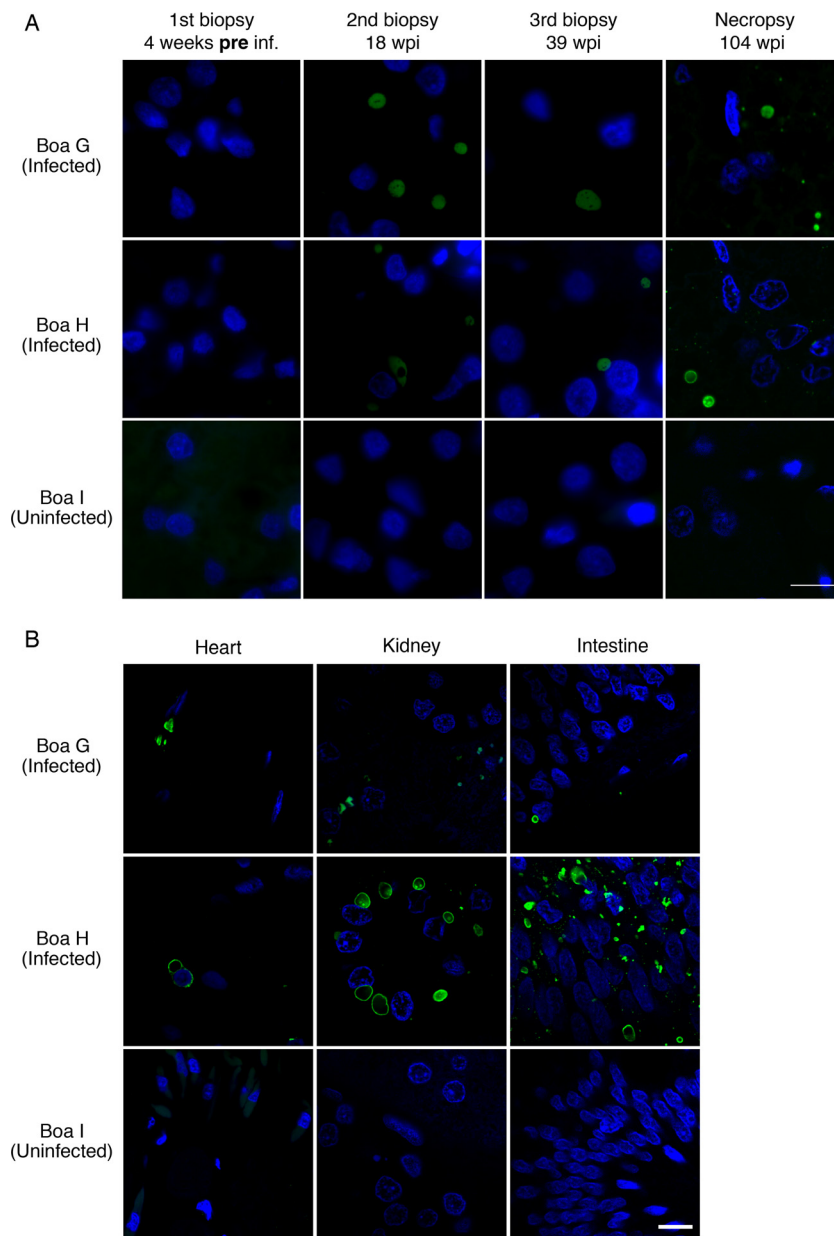 A
1st biopsy
4 weeks pre inf.
2nd biopsy
18 wpi
3rd biopsy
39 wpi
Necropsy
104 wpi
Boa G
(Infected)
Boa H
(Infected)
Boa I
(Uninfected)
B
Heart
Kidney
Intestine
Boa G
(Infected)
Boa H
(Infected)
Boa I
(Uninfected)